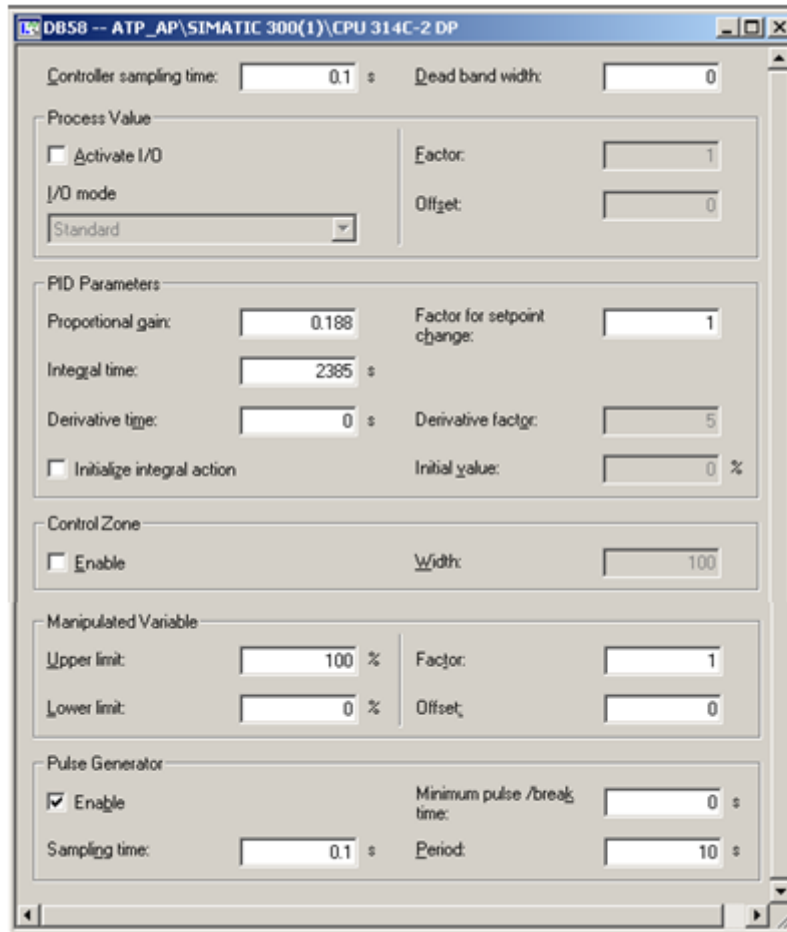 DB58 -- ATP_AP\SIMATIC 300(1)\CPU 314C-2 DP
Controller sampling time: 0.1 s Dead band width: 0
Process Value
Activate I/O Factor: 1
I/O mode
Standard Offset: 0
PID Parameters
Proportional gain: 0.188 Factor for setpoint change: 1
Integral time: 2385 s
Derivative time: 0 s Derivative factor: 5
Initialize integral action Initial value: 0 %
Control Zone
Enable Width: 100
Manipulated Variable
Upper limit: 100 % Factor: 1
Lower limit: 0 % Offset: 0
Pulse Generator
Enable Minimum pulse /break time: 0 s
Sampling time: 0.1 s Period: 10 s